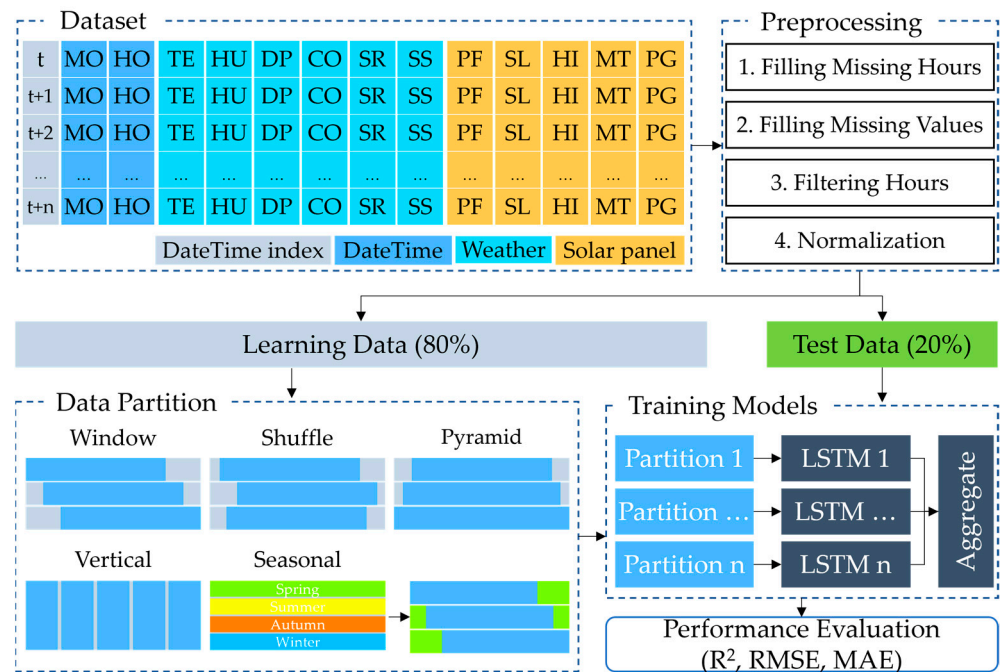 Dataset
t MO HO TE HU DP CO SR SS PF SL HI MT PG
t+1 MO HO TE HU DP CO SR SS PF SL HI MT PG
t+2 MO HO TE HU DP CO SR SS PF SL HI MT PG
... ... ... ... ... ... ... ... ... ... ... ... ... ...
t+n MO HO TE HU DP CO SR SS PF SL HI MT PG
DateTime index DateTime Weather Solar panel
Preprocessing
1. Filling Missing Hours
2. Filling Missing Values
3. Filtering Hours
4. Normalization
Learning Data (80%)
Test Data (20%)
Data Partition
Window Shuffle Pyramid
Vertical Seasonal
Spring
Summer
Autumn
Winter
Training Models
Partition 1 LSTM 1
Partition ... LSTM ...
Partition n LSTM n
Aggregate
Performance Evaluation
(R², RMSE, MAE)